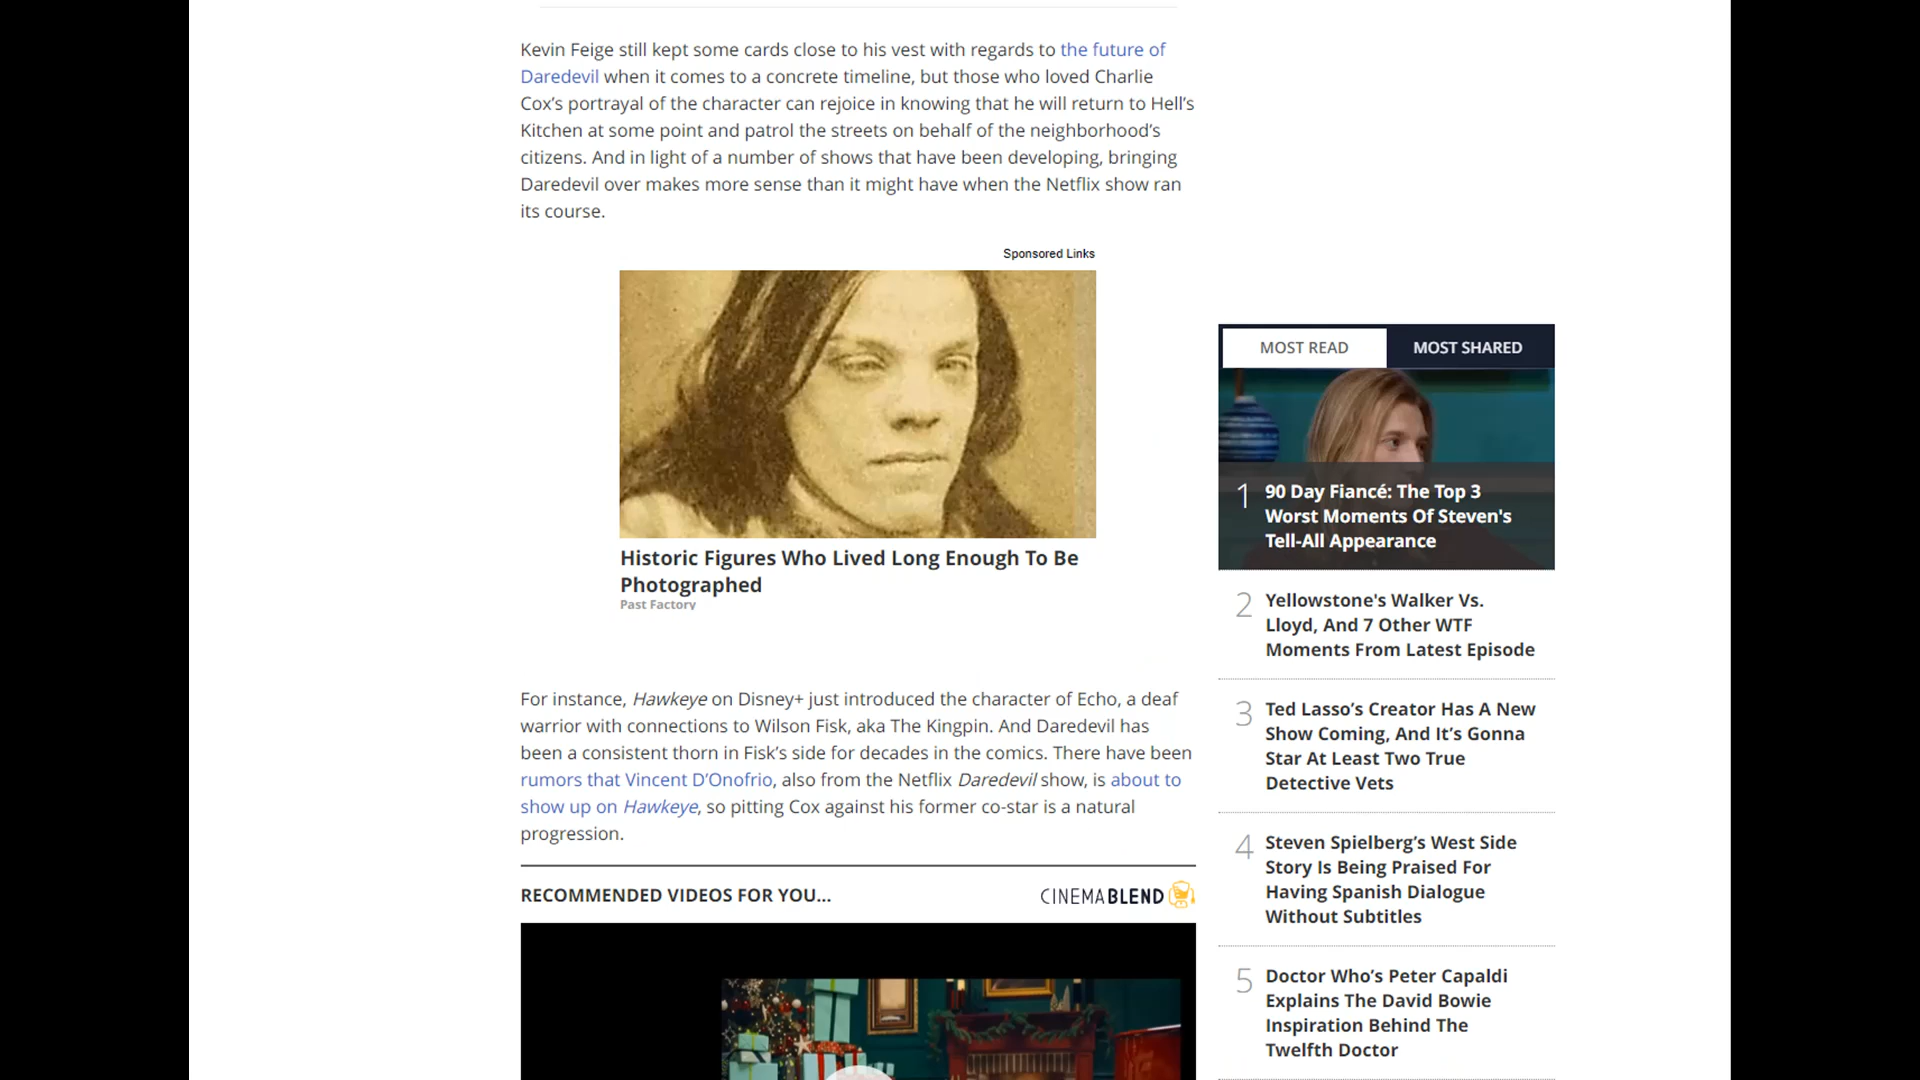 Kevin Feige still kept some cards close to his vest with regards to the future of
Daredevil when it comes to a concrete timeline, but those who loved Charlie
Cox’s portrayal of the character can rejoice in knowing that he will return to Hell’s
Kitchen at some point and patrol the streets on behalf of the neighborhood’s
citizens. And in light of a number of shows that have been developing, bringing
Daredevil over makes more sense than it might have when the Netflix show ran
its course.
Sponsored Links
Historic Figures Who Lived Long Enough To Be
Photographed
Past Factory
For instance, Hawkeye on Disney+ just introduced the character of Echo, a deaf
warrior with connections to Wilson Fisk, aka The Kingpin. And Daredevil has
been a consistent thorn in Fisk’s side for decades in the comics. There have been
rumors that Vincent D’Onofrio, also from the Netflix Daredevil show, is about to
show up on Hawkeye, so pitting Cox against his former co-star is a natural
progression.
RECOMMENDED VIDEOS FOR YOU...
CINEMABLEND
MOST READ
MOST SHARED
1
90 Day Fiancé: The Top 3
Worst Moments Of Steven's
Tell-All Appearance
2
Yellowstone's Walker Vs.
Lloyd, And 7 Other WTF
Moments From Latest Episode
3
Ted Lasso’s Creator Has A New
Show Coming, And It’s Gonna
Star At Least Two True
Detective Vets
4
Steven Spielberg’s West Side
Story Is Being Praised For
Having Spanish Dialogue
Without Subtitles
5
Doctor Who’s Peter Capaldi
Explains The David Bowie
Inspiration Behind The
Twelfth Doctor